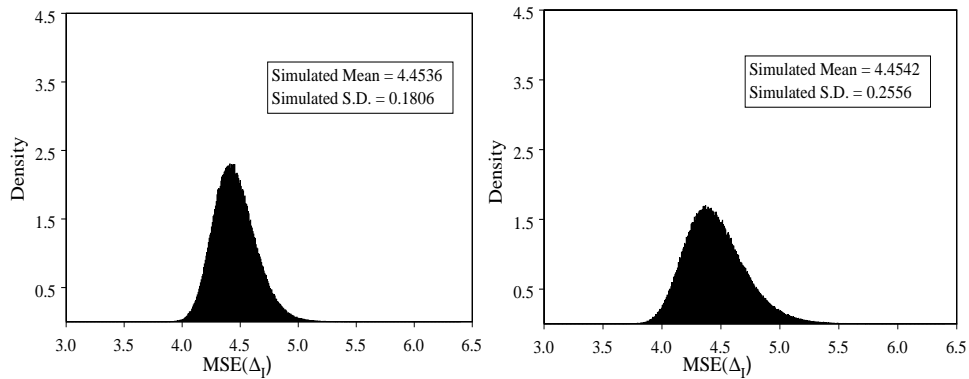 4.5
3.5
2.5
1.5
0.5
Density
Simulated Mean = 4.4536
Simulated S.D. = 0.1806
3.0 3.5 4.0 4.5 5.0 5.5 6.0 6.5
MSE(Δ_I)
4.5
3.5
2.5
1.5
0.5
Density
Simulated Mean = 4.4542
Simulated S.D. = 0.2556
3.0 3.5 4.0 4.5 5.0 5.5 6.0 6.5
MSE(Δ_I)